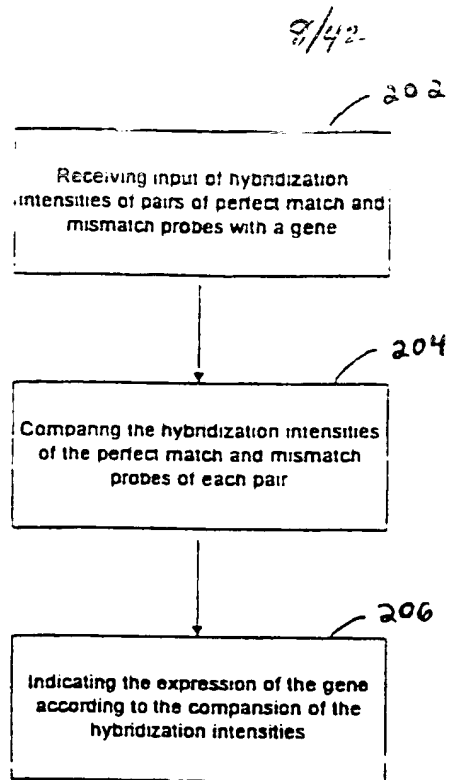 9/42
202
Receiving input of hybridization
intensities of pairs of perfect match and
mismatch probes with a gene
204
Comparing the hybridization intensities
of the perfect match and mismatch
probes of each pair
206
Indicating the expression of the gene
according to the comparison of the
hybridization intensities